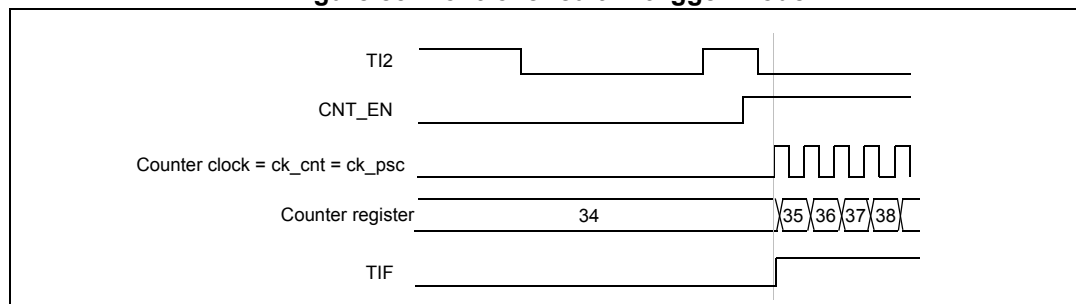 TI2
CNT_EN
Counter clock = ck_cnt = ck_psc
Counter register 34 35 36 37 38
TIF